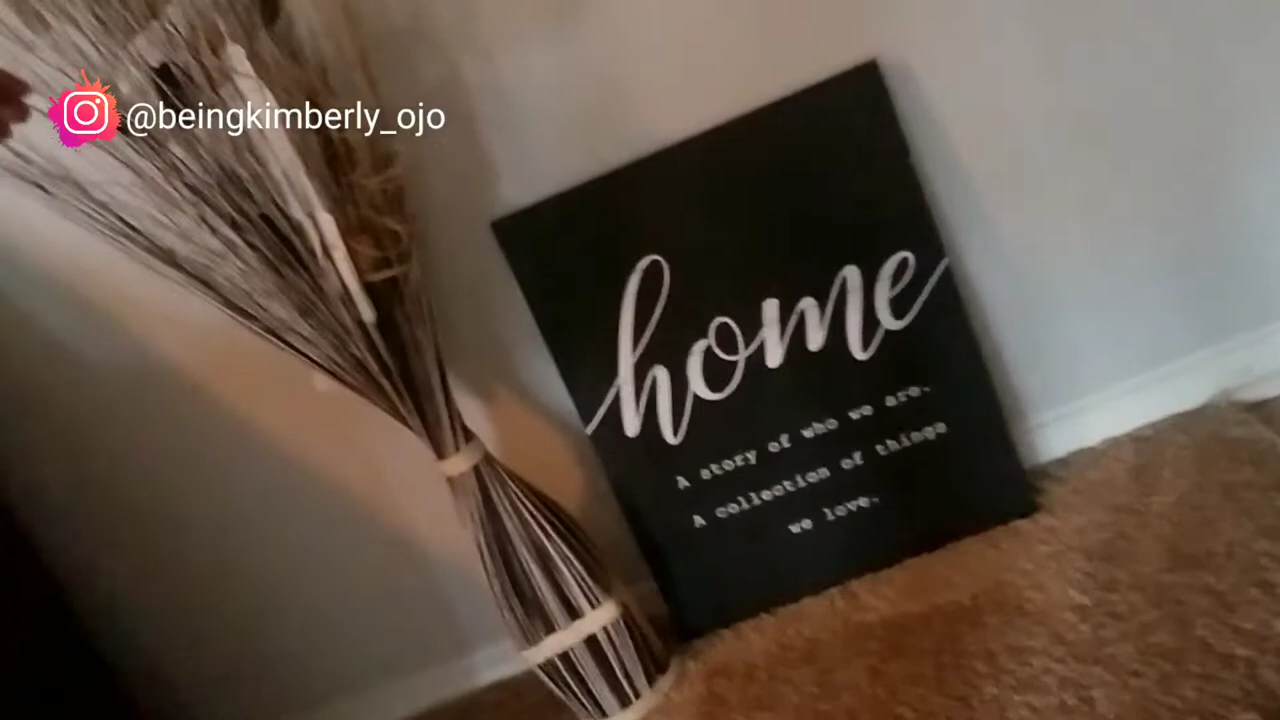 @beingkimberly_ojo
home
A story of who we are.
A collection of things
we love.